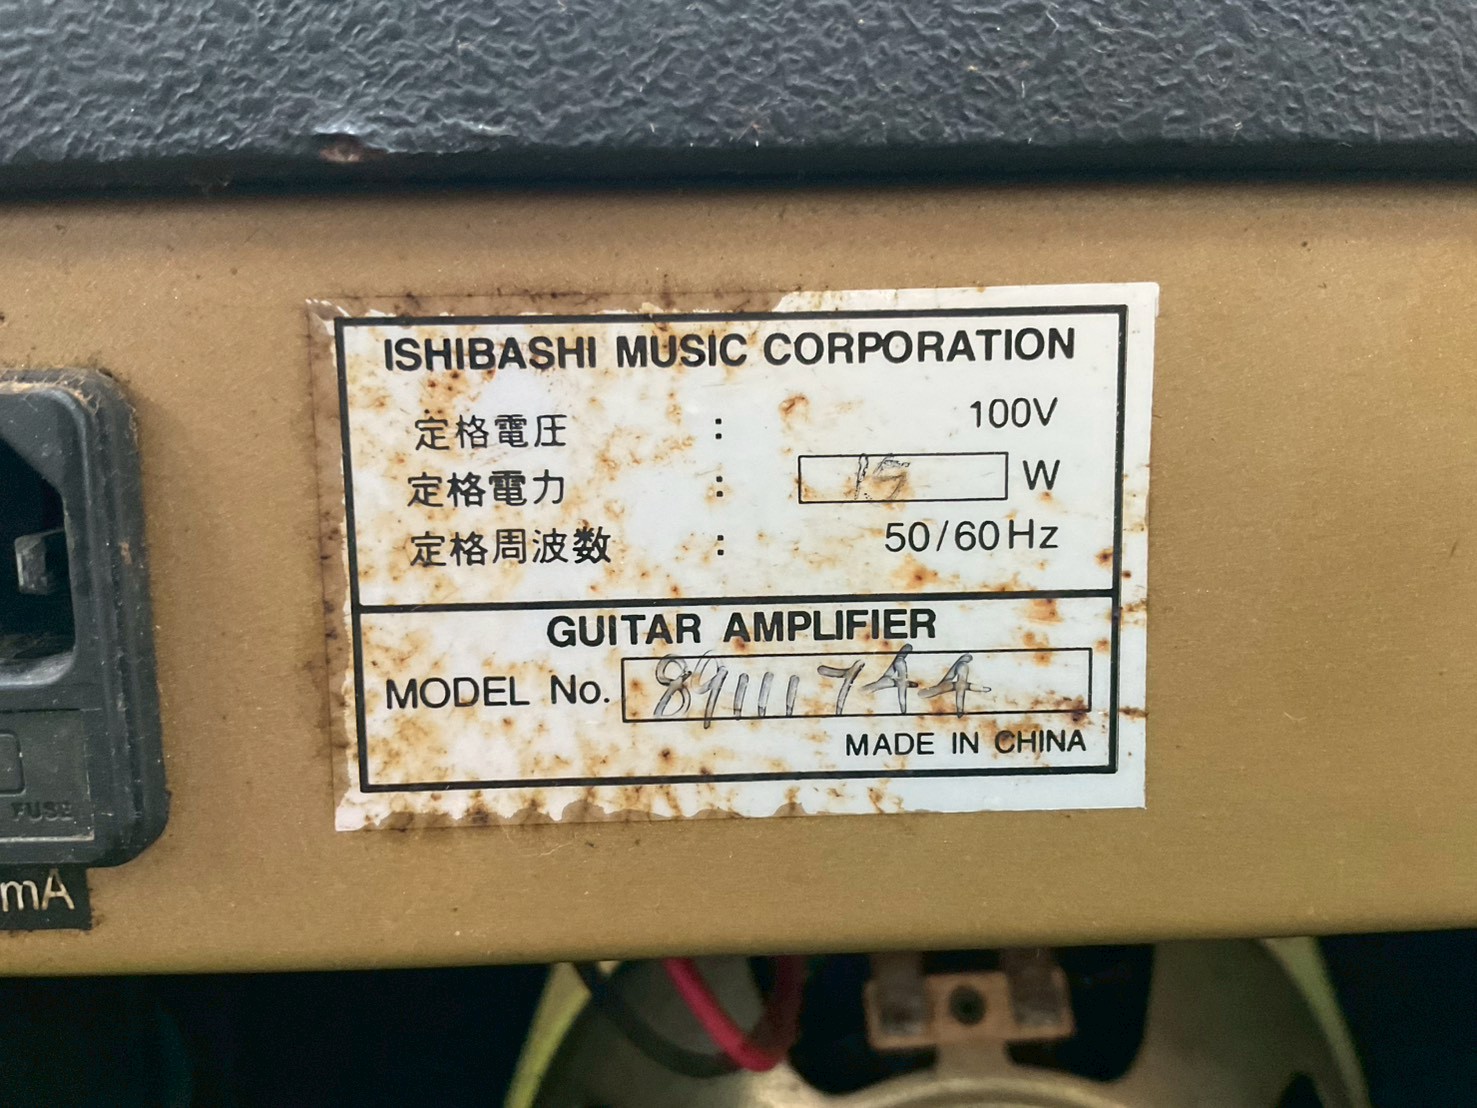 ISHIBASHI MUSIC CORPORATION
定格電圧 : 100V
定格電力 : 15 W
定格周波数 : 50/60Hz
GUITAR AMPLIFIER
MODEL No. 89111744
MADE IN CHINA
FUSE
mA